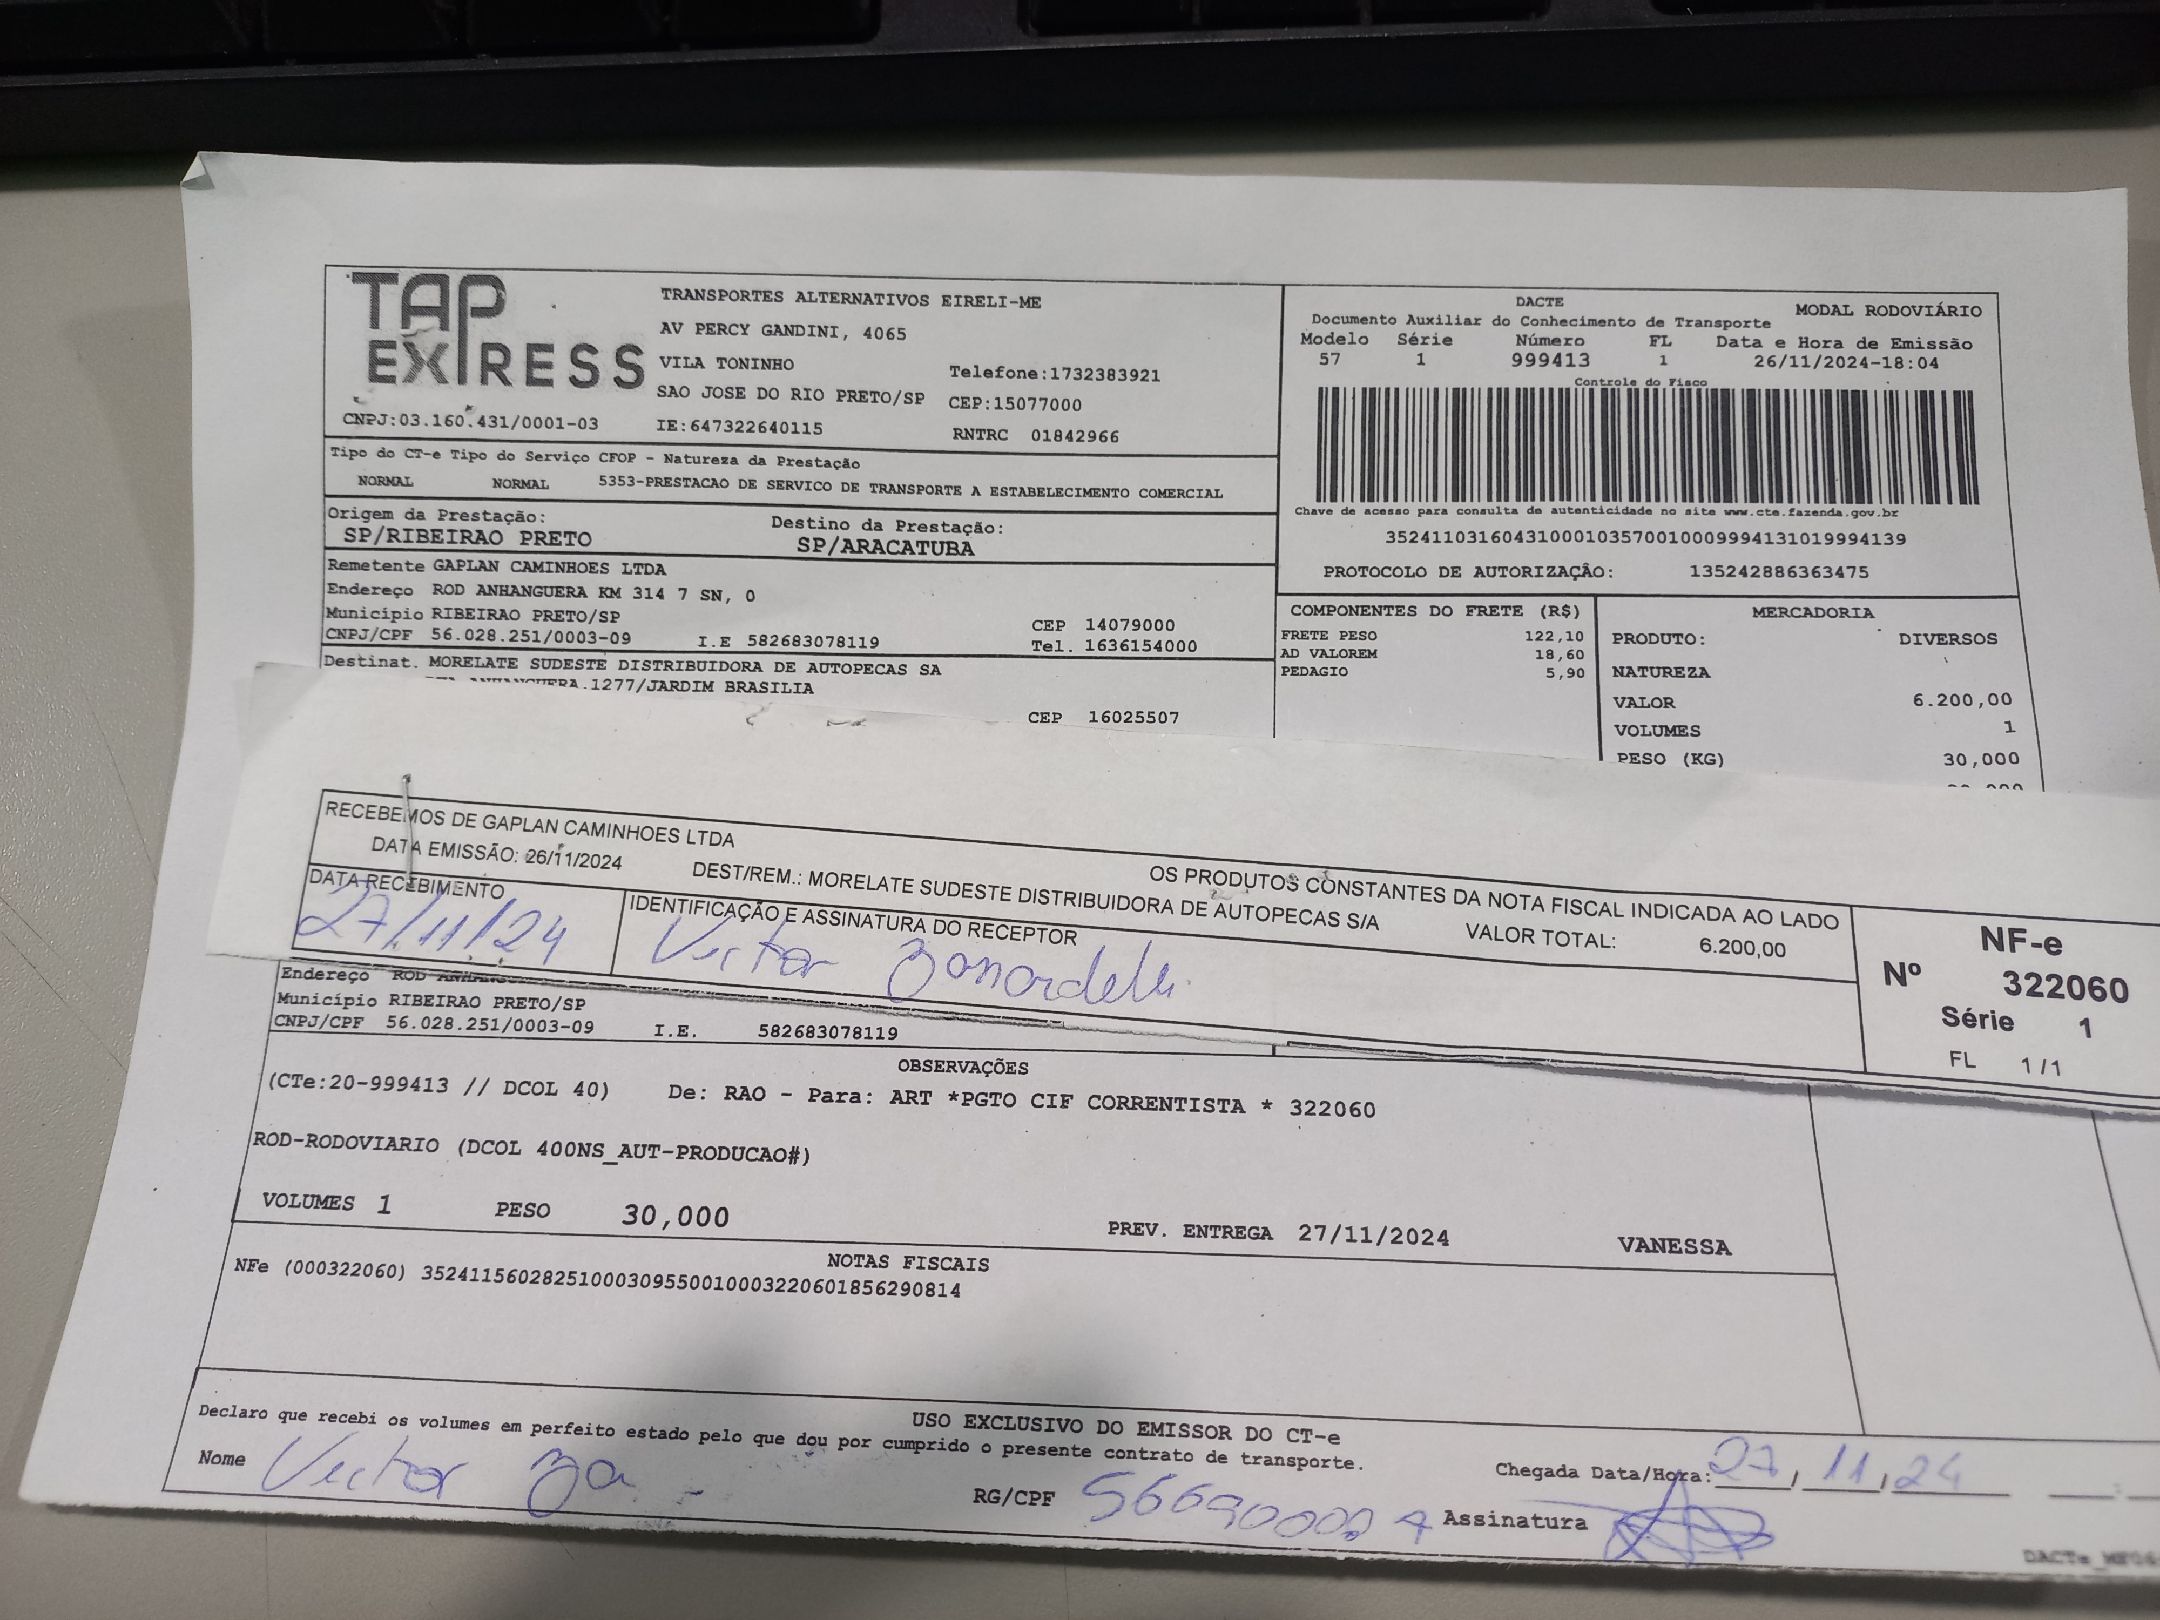 TAP EXPRESS
TRANSPORTES ALTERNATIVOS EIRELI-ME
AV PERCY GANDINI, 4065
VILA TONINHO Telefone:1732383921
SAO JOSE DO RIO PRETO/SP CEP:15077000
CNPJ:03.160.431/0001-03 IE:647322640115 RNTRC 01842966
DACTE MODAL RODOVIÁRIO
Documento Auxiliar do Conhecimento de Transporte
Modelo Série Número FL Data e Hora de Emissão
57 1 999413 1 26/11/2024-18:04
Controle do Fisco
Chave de acesso para consulta de autenticidade no site www.cte.fazenda.gov.br
35241103160431000103570010009994131019994139
PROTOCOLO DE AUTORIZAÇÃO: 135242886363475
Tipo do CT-e Tipo do Serviço CFOP - Natureza da Prestação
NORMAL NORMAL 5353-PRESTACAO DE SERVICO DE TRANSPORTE A ESTABELECIMENTO COMERCIAL
Origem da Prestação: Destino da Prestação:
SP/RIBEIRAO PRETO SP/ARACATUBA
Remetente GAPLAN CAMINHOES LTDA
Endereço ROD ANHANGUERA KM 314 7 SN, 0
Município RIBEIRAO PRETO/SP CEP 14079000
CNPJ/CPF 56.028.251/0003-09 I.E 582683078119 Tel. 1636154000
Destinat. MORELATE SUDESTE DISTRIBUIDORA DE AUTOPECAS SA
ANHANGUERA.1277/JARDIM BRASILIA
CEP 16025507
COMPONENTES DO FRETE (R$)
FRETE PESO 122,10
AD VALOREM 18,60
PEDAGIO 5,90
MERCADORIA
PRODUTO: DIVERSOS
NATUREZA
VALOR 6.200,00
VOLUMES 1
PESO (KG) 30,000
RECEBEMOS DE GAPLAN CAMINHOES LTDA OS PRODUTOS CONSTANTES DA NOTA FISCAL INDICADA AO LADO
DATA EMISSÃO: 26/11/2024 DEST/REM.: MORELATE SUDESTE DISTRIBUIDORA DE AUTOPECAS S/A VALOR TOTAL: 6.200,00
DATA RECEBIMENTO IDENTIFICAÇÃO E ASSINATURA DO RECEPTOR
27/11/24 Victor
NF-e
Nº 322060
Série 1
FL 1/1
Endereço ROD
Município RIBEIRAO PRETO/SP
CNPJ/CPF 56.028.251/0003-09 I.E. 582683078119
OBSERVAÇÕES
(CTe:20-999413 // DCOL 40) De: RAO - Para: ART *PGTO CIF CORRENTISTA * 322060
ROD-RODOVIARIO (DCOL 400NS_AUT-PRODUCAO#)
VOLUMES 1 PESO 30,000 PREV. ENTREGA 27/11/2024 VANESSA
NOTAS FISCAIS
NFe (000322060) 35241156028251000309550010003220601856290814
USO EXCLUSIVO DO EMISSOR DO CT-e
Declaro que recebi os volumes em perfeito estado pelo que dou por cumprido o presente contrato de transporte.
Nome Victor RG/CPF Chegada Data/Hora: 27/11/24
Assinatura